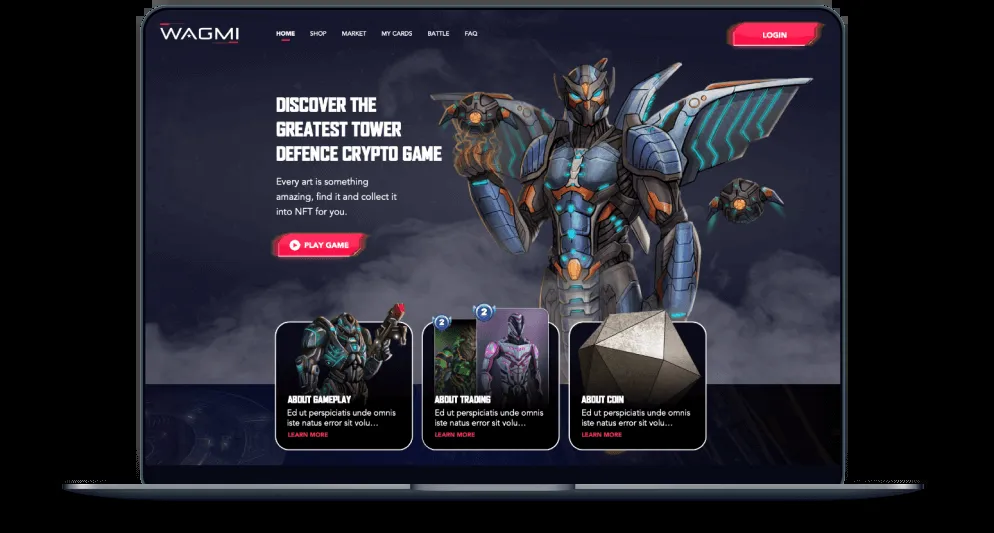 WAGMI
HOME
SHOP
MARKET
MY CARDS
BATTLE
FAQ
LOGIN
DISCOVER THE
GREATEST TOWER
DEFENCE CRYPTO GAME
Every art is something
amazing, find it and collect it
into NFT for you.
PLAY GAME
ABOUT GAMEPLAY
Ed ut perspiciatis unde omnis
iste natus error sit volu...
LEARN MORE
2
2
ABOUT TRADING
Ed ut perspiciatis unde omnis
iste natus error sit volu...
LEARN MORE
ABOUT COIN
Ed ut perspiciatis unde omnis
iste natus error sit volu...
LEARN MORE